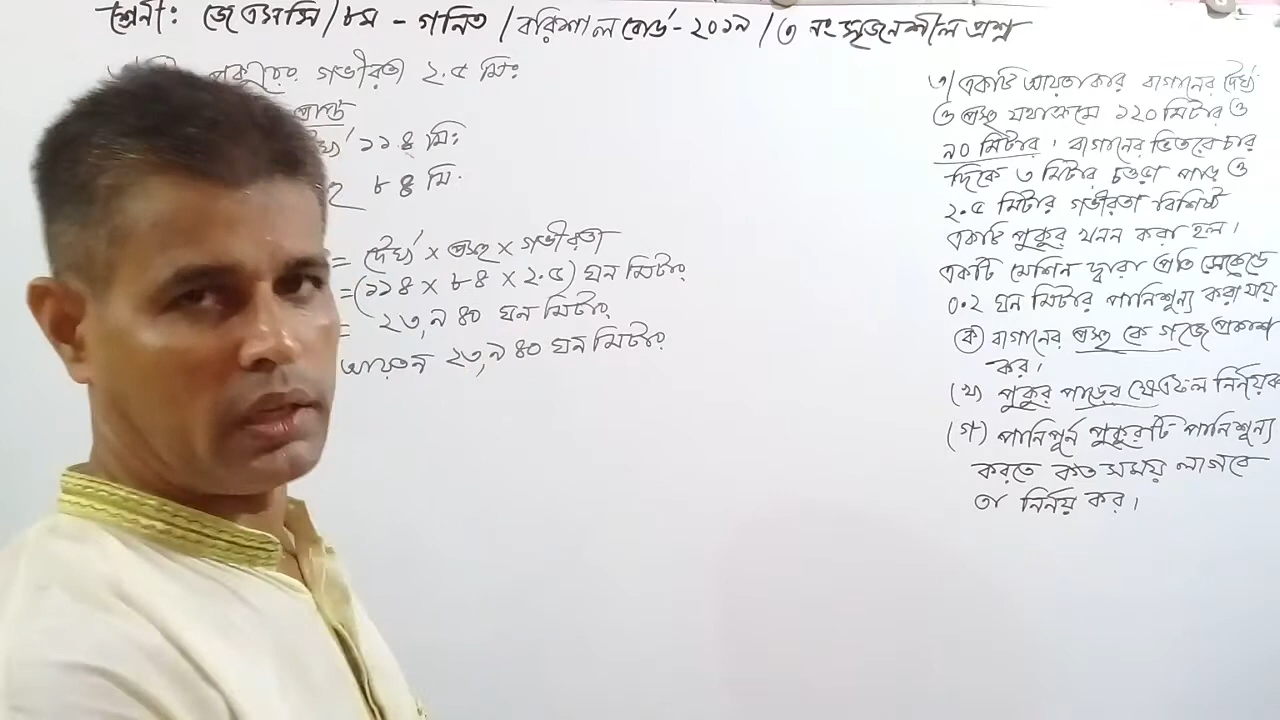 শ্রেনী: জেএসসি/৮ম - গনিত/বরিশাল বোর্ড-২০১৯/৩ নং সৃজনশীল প্রশ্ন
পুকুরের গভীরতা ২.৫ মি:
১১৪ মি:
৮৪ মি.
= দৈর্ঘ্য × প্রস্থ × গভীরতা
=(১১৪ × ৮৪ × ২.৫) ঘন মিটার
= ২৩,৯৪০ ঘন মিটার
আয়তন ২৩,৯৪০ ঘন মিটার
৩/ একটি আয়তাকার বাগানের দৈর্ঘ্য
ও প্রস্থ যথাক্রমে ১২০ মিটার ও
৯০ মিটার। বাগানের ভিতরে চার
দিকে ৩ মিটার চওড়া পাড় ও
২.৫ মিটার গভীরতা বিশিষ্ট
একটি পুকুর খনন করা হল।
একটি মেশিন দ্বারা প্রতি সেকেন্ডে
০.২ ঘন মিটার পানিশূন্য করা যায়
(ক) বাগানের প্রস্থ কে গজে প্রকাশ
কর।
(খ) পুকুর পাড়ের ক্ষেত্রফল নির্নয় কর
(গ) পানিপূর্ন পুকুরটি পানিশূন্য
করতে কত সময় লাগবে
তা নির্নয় কর।